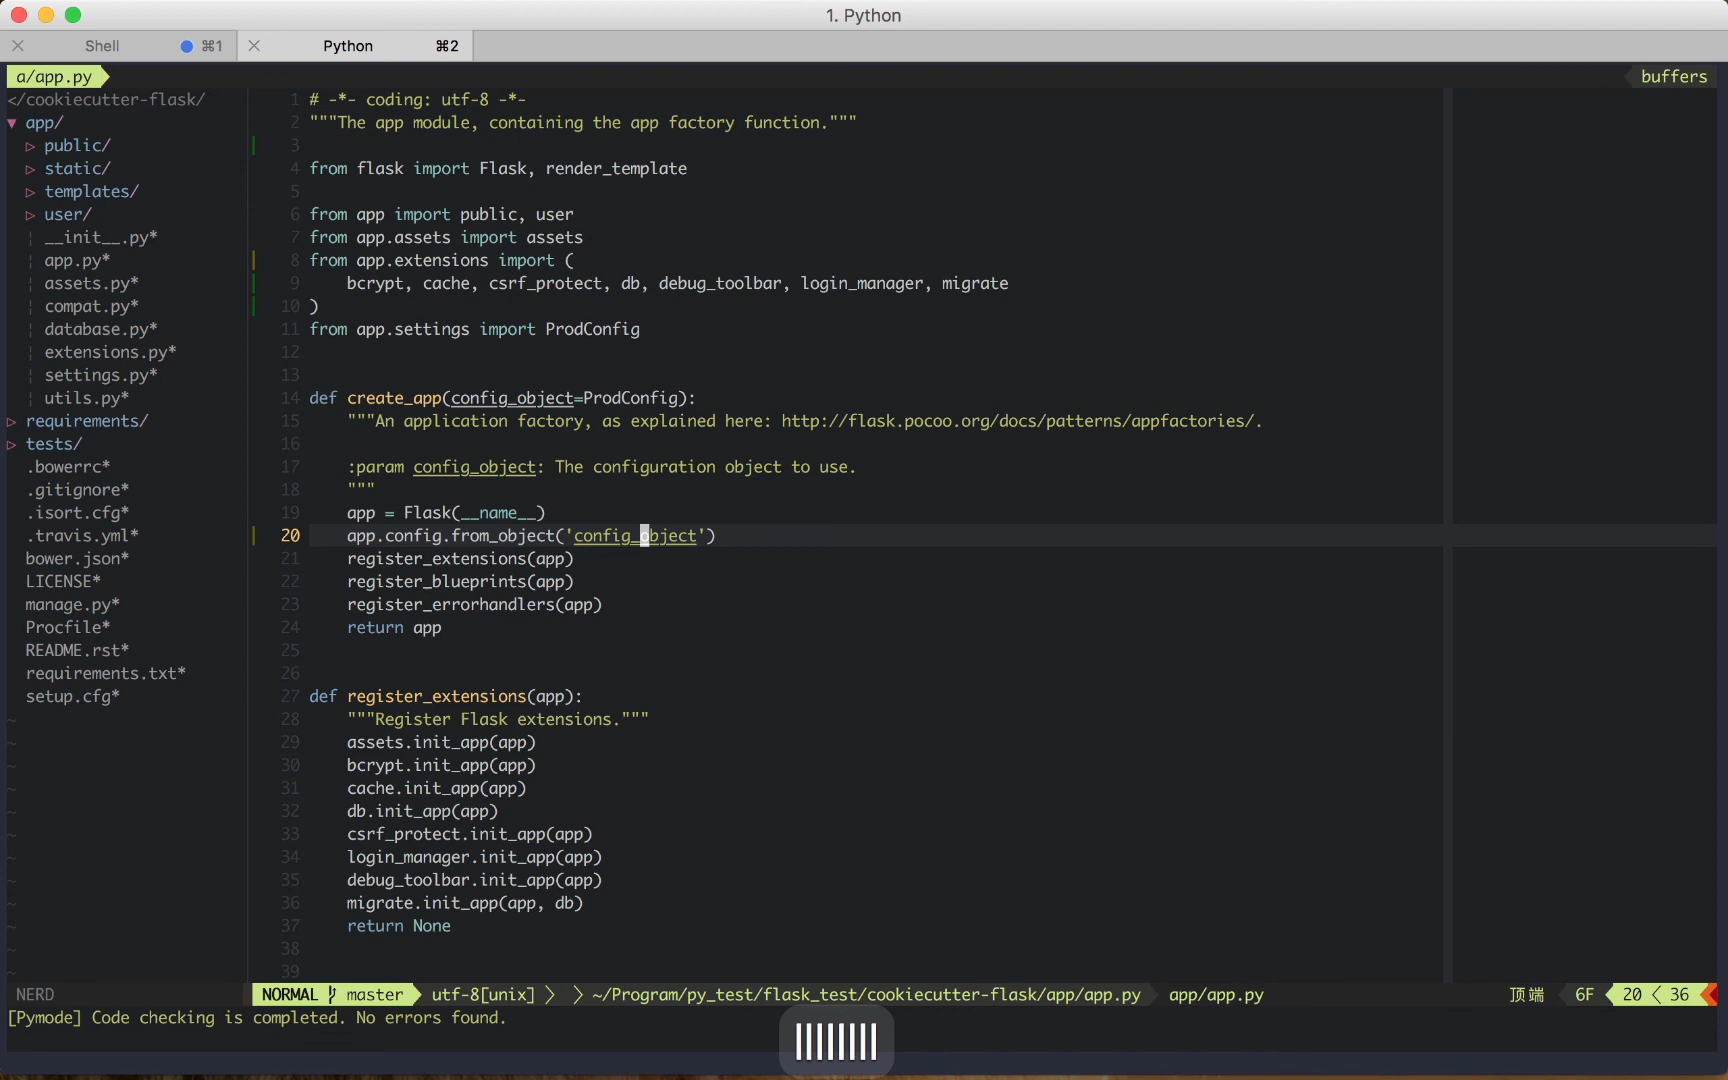 1. Python
Shell ⌘1
Python ⌘2
a/app.py
buffers
</cookiecutter-flask/
▼ app/
▷ public/
▷ static/
▷ templates/
▷ user/
¦ __init__.py*
¦ app.py*
¦ assets.py*
¦ compat.py*
¦ database.py*
¦ extensions.py*
¦ settings.py*
¦ utils.py*
▷ requirements/
▷ tests/
.bowerrc*
.gitignore*
.isort.cfg*
.travis.yml*
bower.json*
LICENSE*
manage.py*
Procfile*
README.rst*
requirements.txt*
setup.cfg*
~
~
~
~
~
~
~
~
~
~
~
~
1 # -*- coding: utf-8 -*-
2 """The app module, containing the app factory function."""
3
4 from flask import Flask, render_template
5
6 from app import public, user
7 from app.assets import assets
8 from app.extensions import (
9     bcrypt, cache, csrf_protect, db, debug_toolbar, login_manager, migrate
10 )
11 from app.settings import ProdConfig
12
13
14 def create_app(config_object=ProdConfig):
15     """An application factory, as explained here: http://flask.pocoo.org/docs/patterns/appfactories/.
16
17     :param config_object: The configuration object to use.
18     """
19     app = Flask(__name__)
20     app.config.from_object('config_object')
21     register_extensions(app)
22     register_blueprints(app)
23     register_errorhandlers(app)
24     return app
25
26
27 def register_extensions(app):
28     """Register Flask extensions."""
29     assets.init_app(app)
30     bcrypt.init_app(app)
31     cache.init_app(app)
32     db.init_app(app)
33     csrf_protect.init_app(app)
34     login_manager.init_app(app)
35     debug_toolbar.init_app(app)
36     migrate.init_app(app, db)
37     return None
38
39
NERD
NORMAL master utf-8[unix] ~/Program/py_test/flask_test/cookiecutter-flask/app/app.py app/app.py 顶端 6F 20 < 36
[Pymode] Code checking is completed. No errors found.